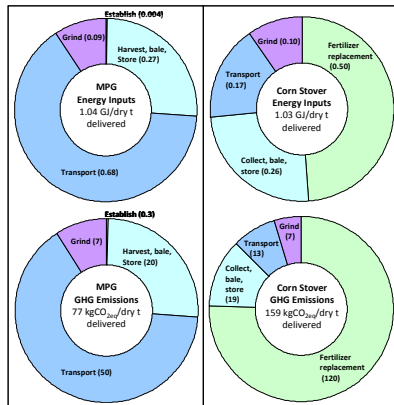 Establish (0.004)
Grind (0.09)
Harvest, bale,
Store (0.27)
MPG
Energy Inputs
1.04 GJ/dry t
delivered
Transport (0.68)
Grind (0.10)
Fertilizer
replacement
(0.50)
Transport
(0.17)
Corn Stover
Energy Inputs
1.03 GJ/dry t
delivered
Collect, bale,
store (0.26)
Establish (0.3)
Grind (7)
Harvest, bale,
Store (20)
MPG
GHG Emissions
77 kgCO2eq/dry t
delivered
Transport (50)
Grind
(7)
Transport
(13)
Collect,
bale,
store
(19)
Corn Stover
GHG Emissions
159 kgCO2eq/dry t
delivered
Fertilizer
replacement
(120)